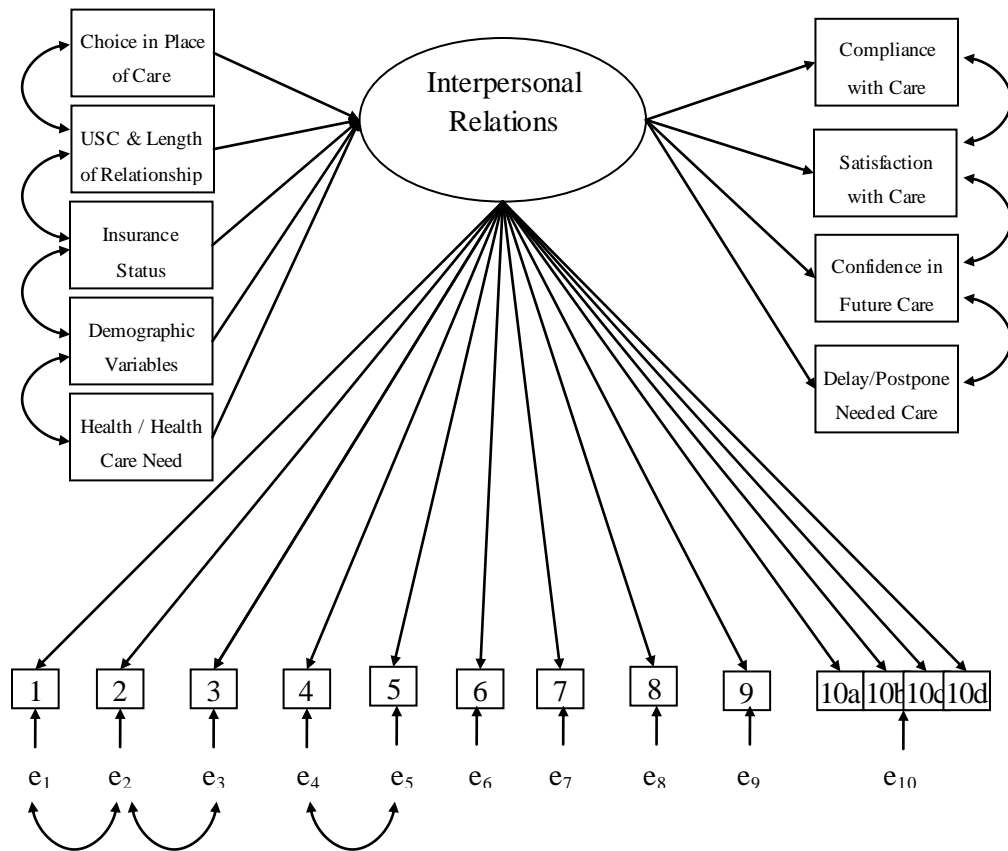 Choice in Place
of Care
USC & Length
of Relationship
Insurance
Status
Demographic
Variables
Health / Health
Care Need
Interpersonal
Relations
Compliance
with Care
Satisfaction
with Care
Confidence in
Future Care
Delay/Postpone
Needed Care
1 2 3 4 5 6 7 8 9 10a 10b 10c 10d
e₁ e₂ e₃ e₄ e₅ e₆ e₇ e₈ e₉ e₁₀